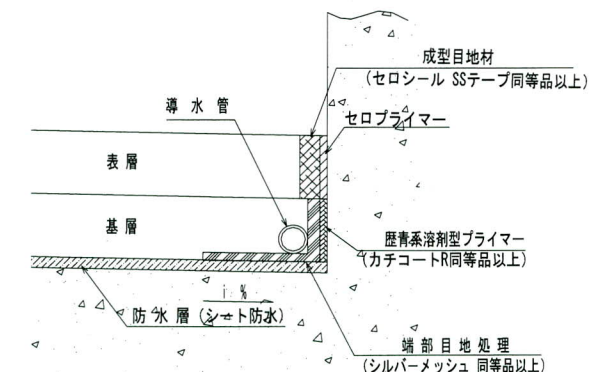 成型目地材
(セロシール SSテープ同等品以上)
導水管
セロプライマー
表層
基層
歴青系溶剤型プライマー
(カチコートR同等品以上)
i %
防水層 (シート防水)
端部目地処理
(シルバーメッシュ 同等品以上)